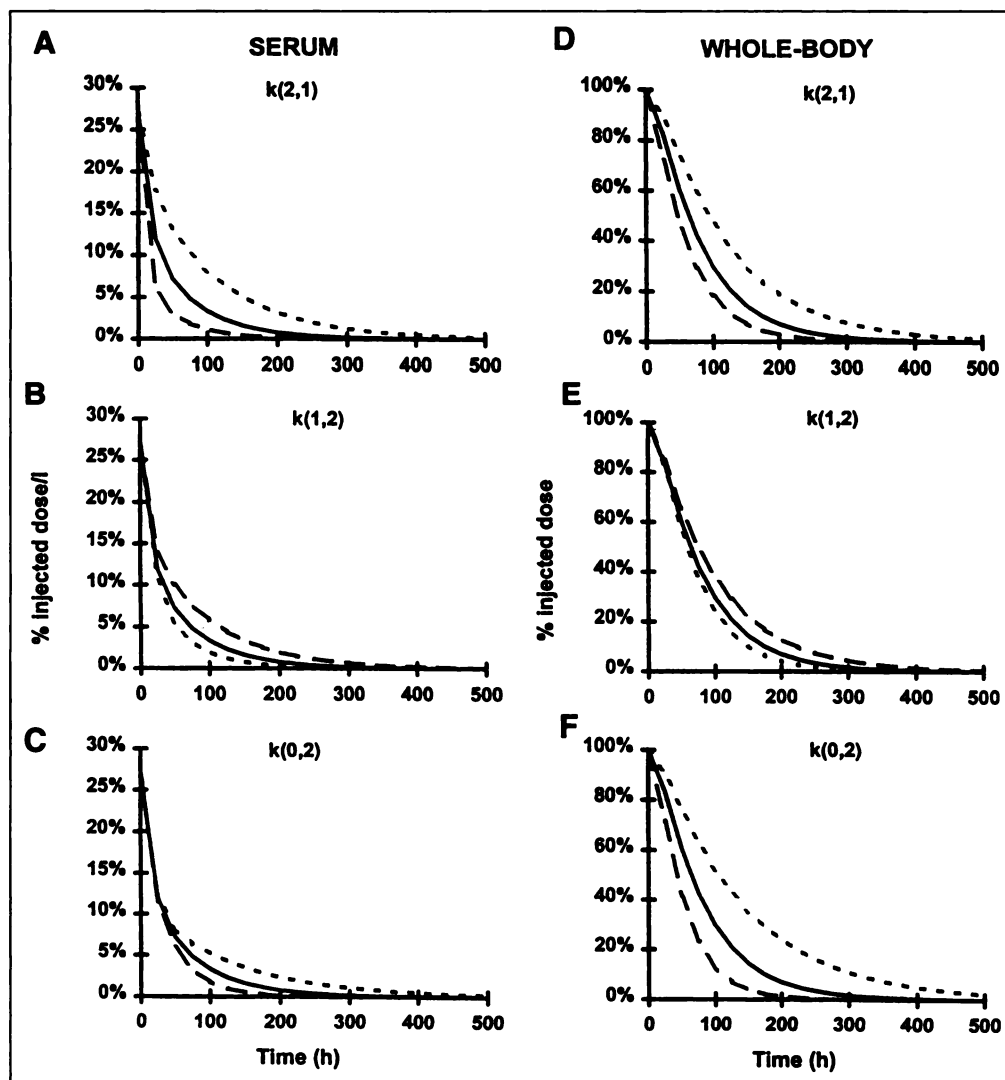 A
SERUM
k(2,1)
30%
25%
20%
15%
10%
5%
0%
0 100 200 300 400 500
D
WHOLE-BODY
k(2,1)
100%
80%
60%
40%
20%
0%
0 100 200 300 400 500
B
k(1,2)
30%
25%
20%
15%
10%
5%
0%
0 100 200 300 400 500
% injected dose/l
E
k(1,2)
100%
80%
60%
40%
20%
0%
0 100 200 300 400 500
% injected dose
C
k(0,2)
30%
25%
20%
15%
10%
5%
0%
0 100 200 300 400 500
Time (h)
F
k(0,2)
100%
80%
60%
40%
20%
0%
0 100 200 300 400 500
Time (h)